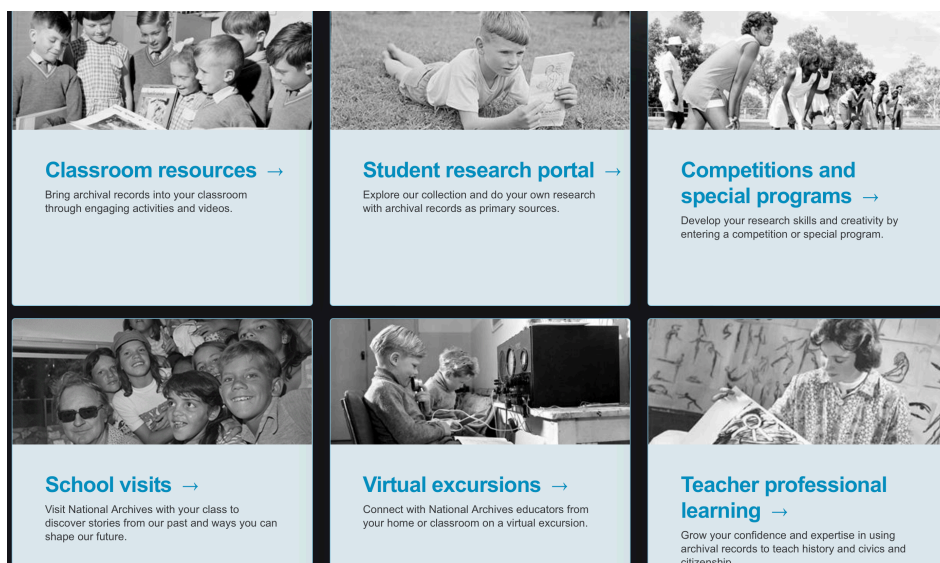 Classroom resources →
Bring archival records into your classroom
through engaging activities and videos.
Student research portal →
Explore our collection and do your own research
with archival records as primary sources.
Competitions and
special programs →
Develop your research skills and creativity by
entering a competition or special program.
School visits →
Visit National Archives with your class to
discover stories from our past and ways you can
shape our future.
Virtual excursions →
Connect with National Archives educators from
your home or classroom on a virtual excursion.
Teacher professional
learning →
Grow your confidence and expertise in using
archival records to teach history and civics and
citizenship